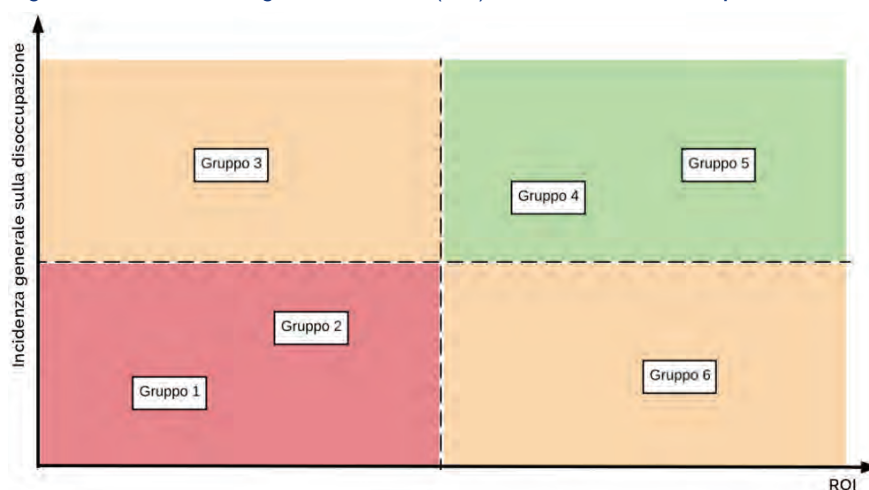 Incidenza generale sulla disoccupazione
Gruppo 3
Gruppo 5
Gruppo 4
Gruppo 2
Gruppo 1
Gruppo 6
ROI